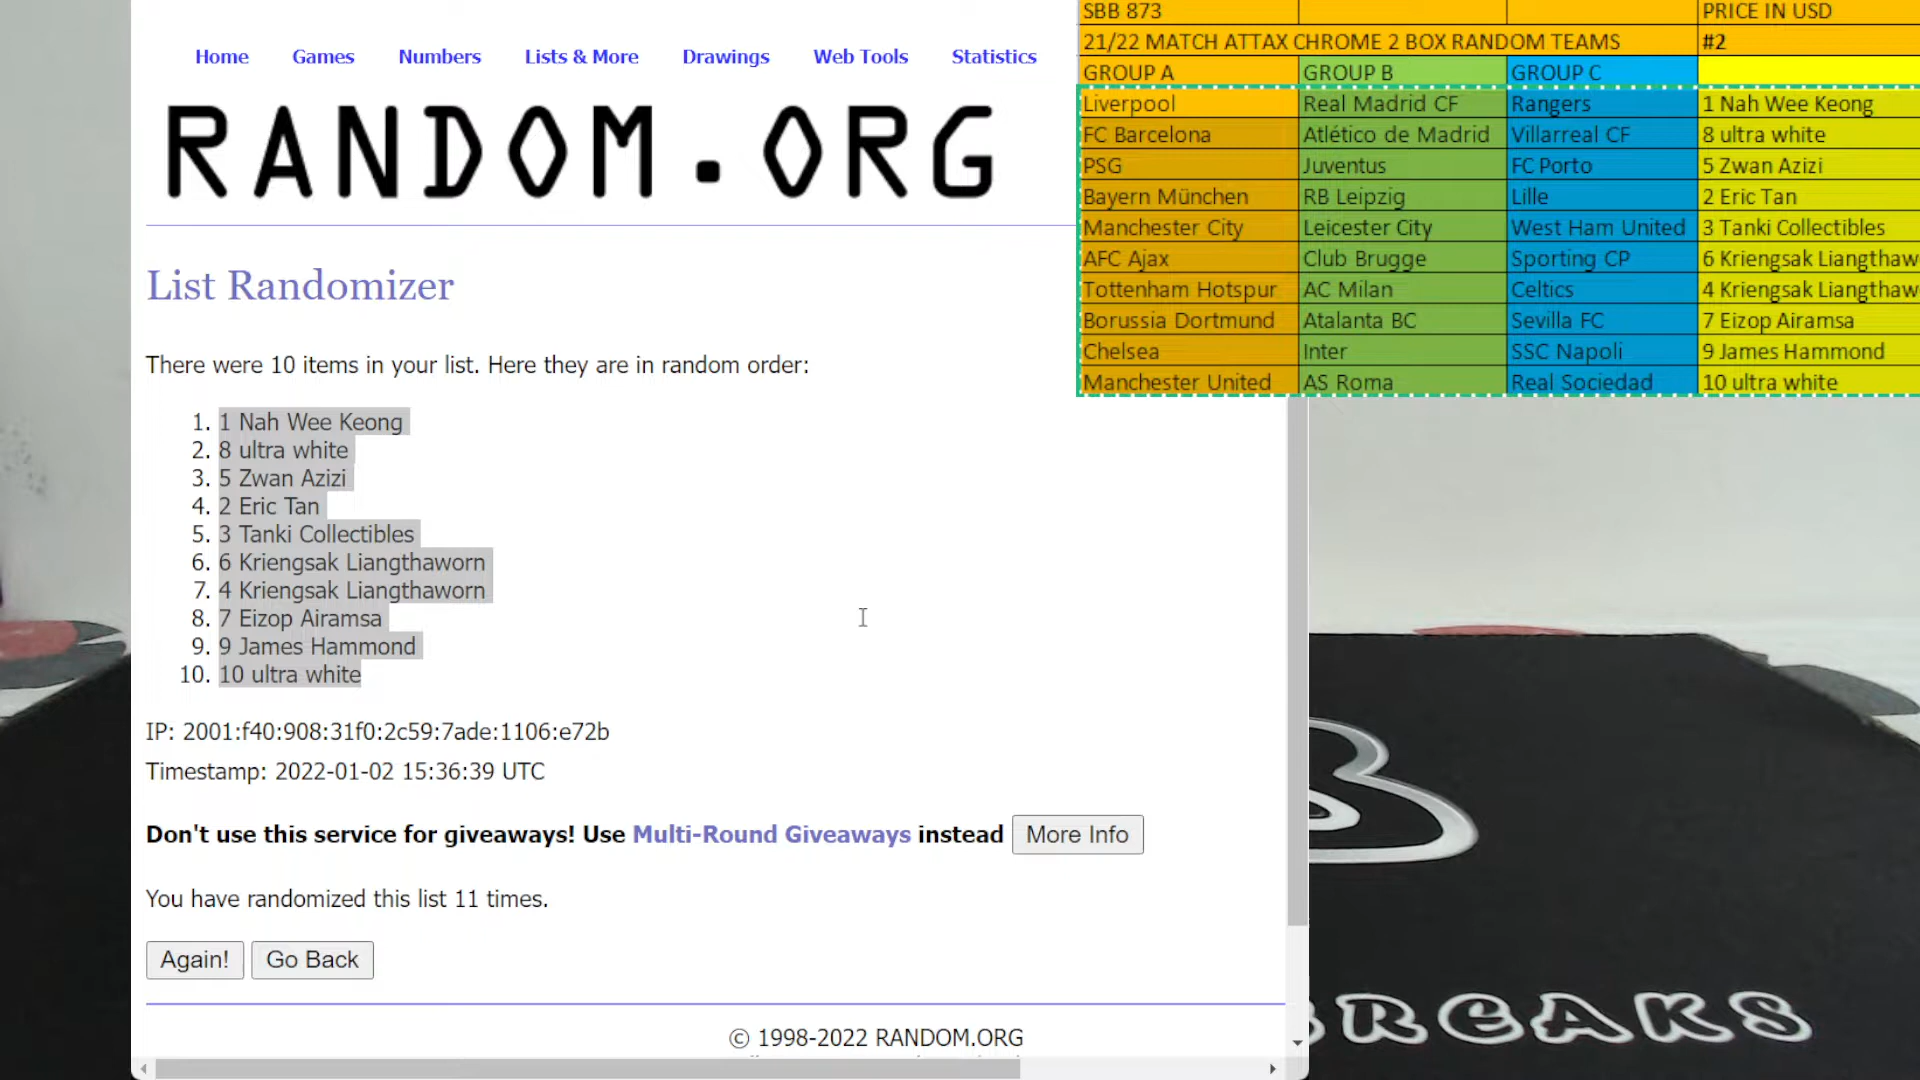 Home Games Numbers Lists & More Drawings Web Tools Statistics
RANDOM.ORG
List Randomizer
There were 10 items in your list. Here they are in random order:
1. 1 Nah Wee Keong
2. 8 ultra white
3. 5 Zwan Azizi
4. 2 Eric Tan
5. 3 Tanki Collectibles
6. 6 Kriengsak Liangthaworn
7. 4 Kriengsak Liangthaworn
8. 7 Eizop Airamsa
9. 9 James Hammond
10. 10 ultra white
IP: 2001:f40:908:31f0:2c59:7ade:1106:e72b
Timestamp: 2022-01-02 15:36:39 UTC
Don't use this service for giveaways! Use Multi-Round Giveaways instead More Info
You have randomized this list 11 times.
Again! Go Back
© 1998-2022 RANDOM.ORG
SBB 873 PRICE IN USD
21/22 MATCH ATTAX CHROME 2 BOX RANDOM TEAMS #2
GROUP A GROUP B GROUP C
Liverpool Real Madrid CF Rangers 1 Nah Wee Keong
FC Barcelona Atlético de Madrid Villarreal CF 8 ultra white
PSG Juventus FC Porto 5 Zwan Azizi
Bayern München RB Leipzig Lille 2 Eric Tan
Manchester City Leicester City West Ham United 3 Tanki Collectibles
AFC Ajax Club Brugge Sporting CP 6 Kriengsak Liangthaw
Tottenham Hotspur AC Milan Celtics 4 Kriengsak Liangthaw
Borussia Dortmund Atalanta BC Sevilla FC 7 Eizop Airamsa
Chelsea Inter SSC Napoli 9 James Hammond
Manchester United AS Roma Real Sociedad 10 ultra white
BREAKS